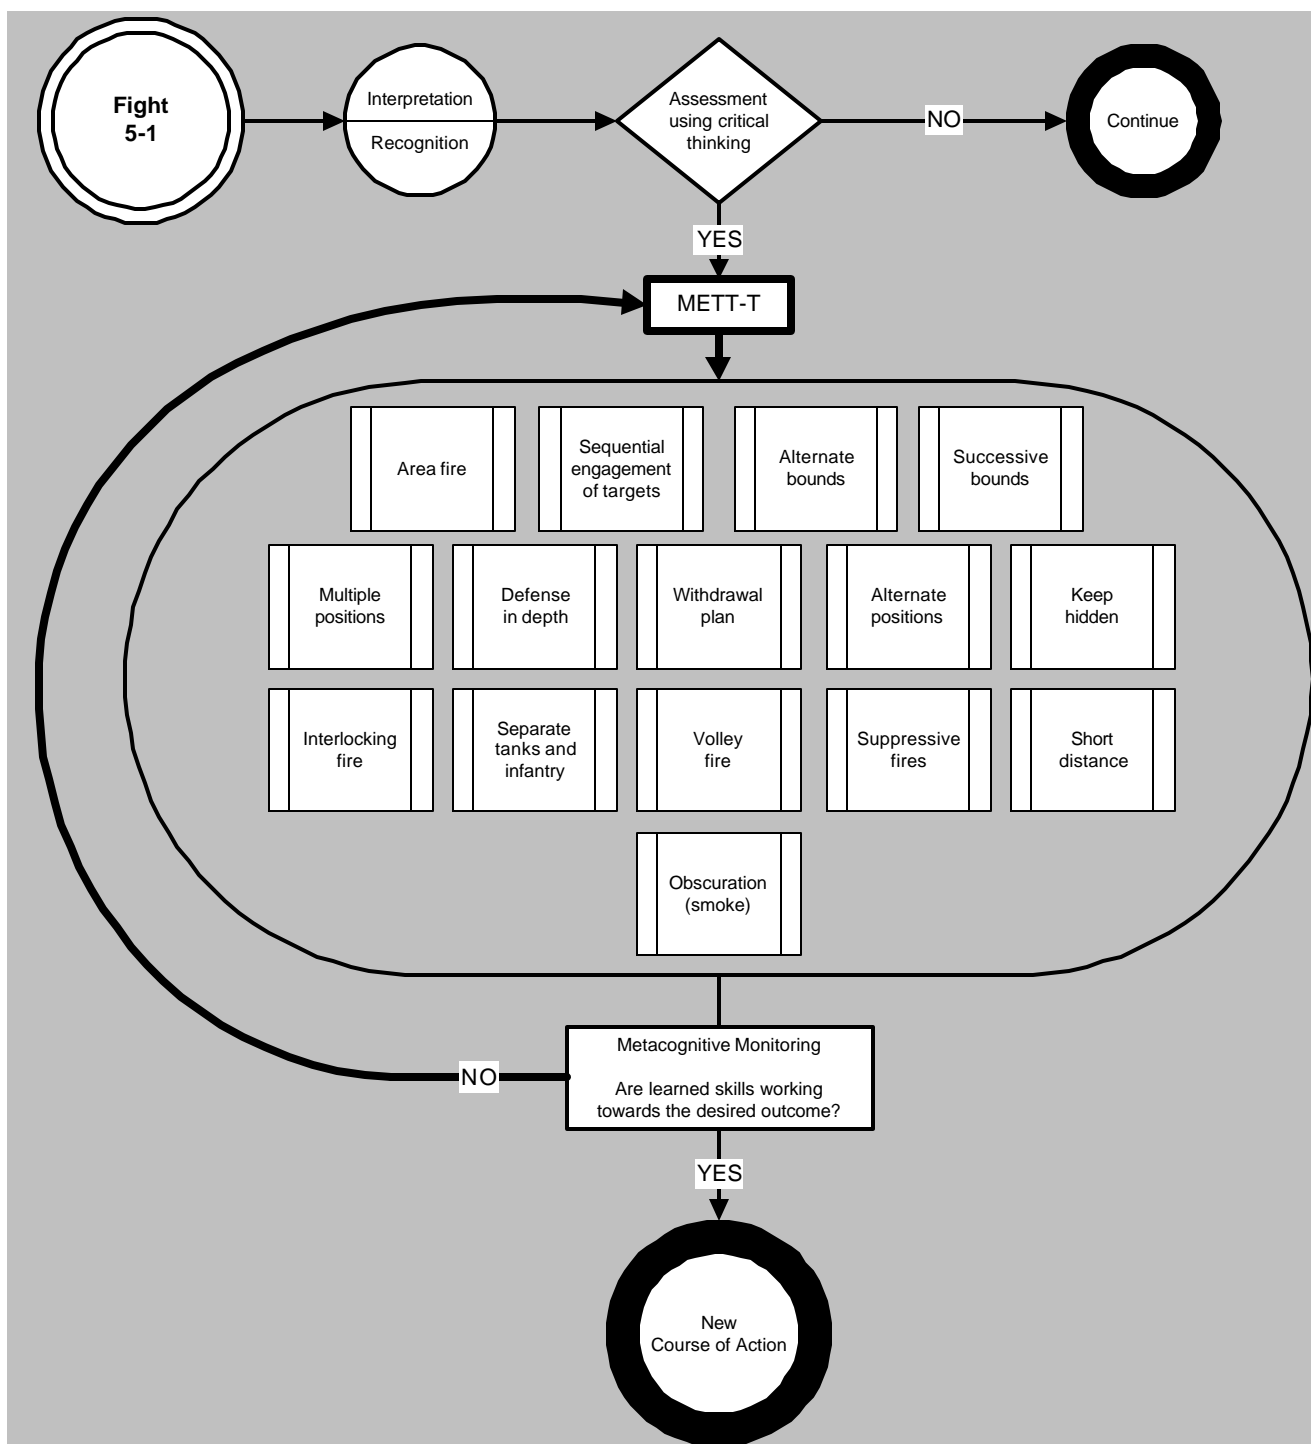 Fight
5-1
Interpretation
Recognition
Assessment
using critical
thinking
NO
Continue
YES
METT-T
Area fire
Sequential
engagement
of targets
Alternate
bounds
Successive
bounds
Multiple
positions
Defense
in depth
Withdrawal
plan
Alternate
positions
Keep
hidden
Interlocking
fire
Separate
tanks and
infantry
Volley
fire
Suppressive
fires
Short
distance
Obscuration
(smoke)
Metacognitive Monitoring
Are learned skills working
towards the desired outcome?
NO
YES
New
Course of Action